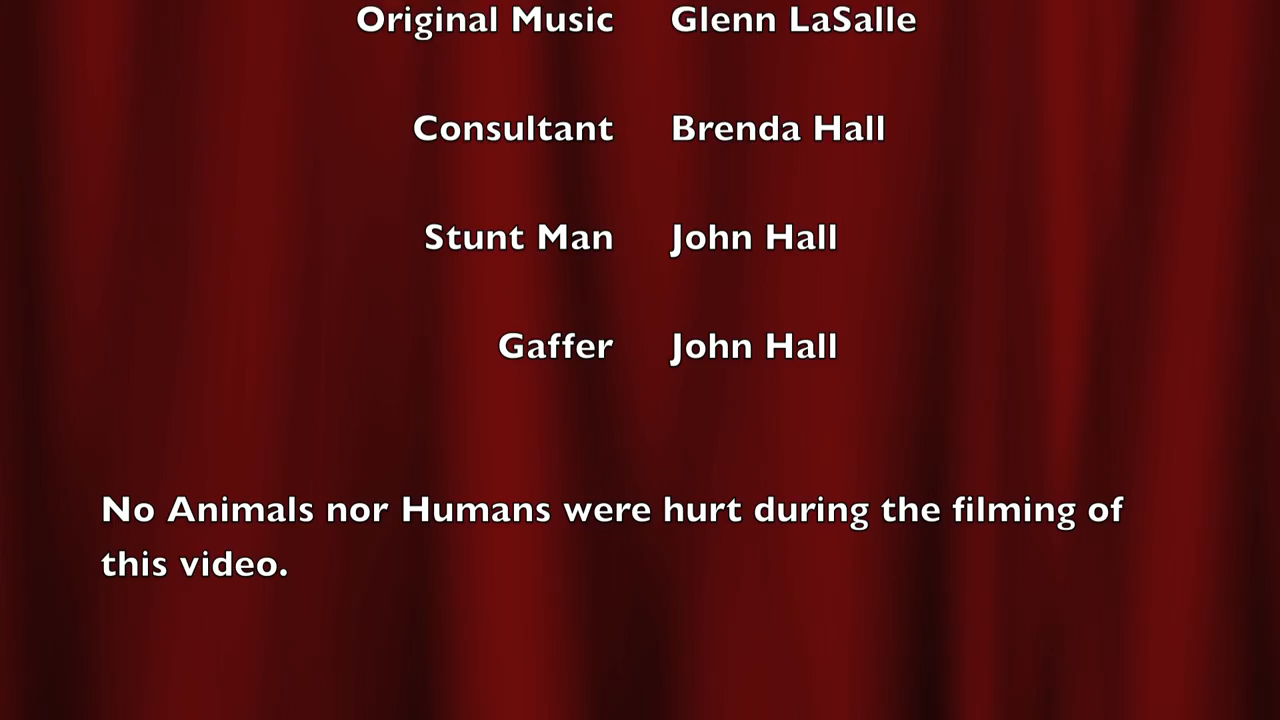 Original Music Glenn LaSalle
Consultant Brenda Hall
Stunt Man John Hall
Gaffer John Hall
No Animals nor Humans were hurt during the filming of
this video.